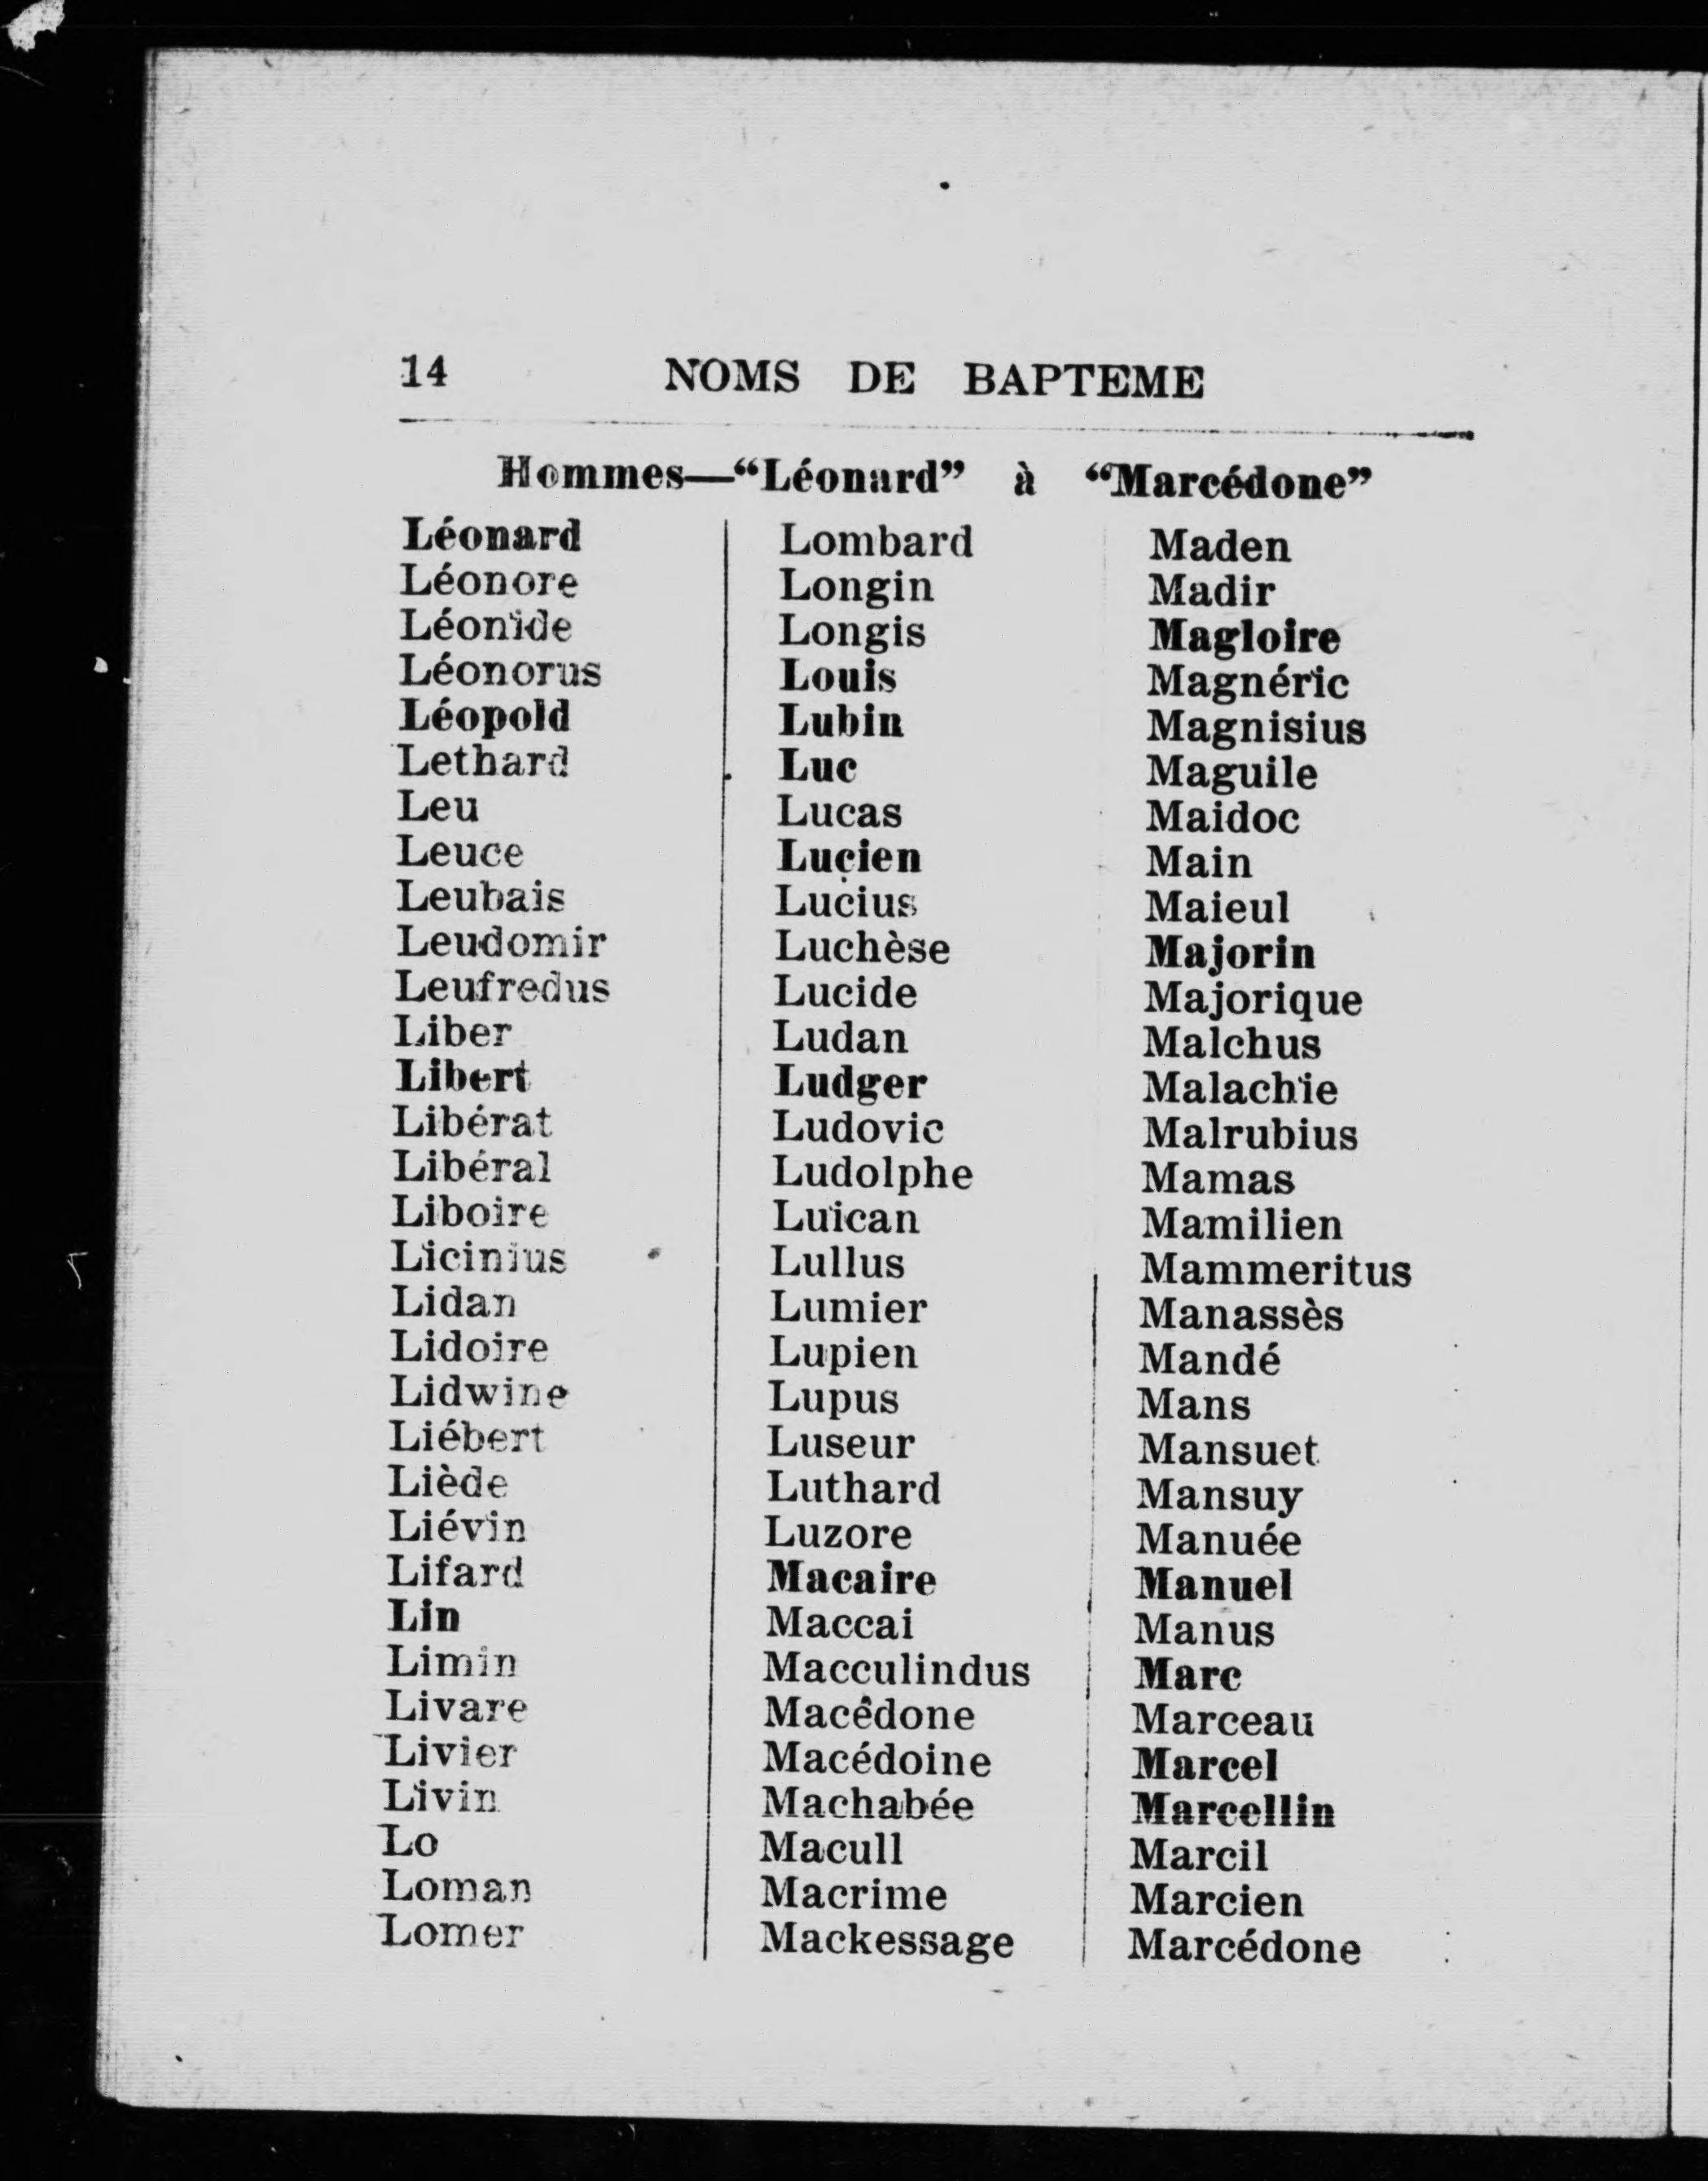 14 NOMS DE BAPTEME
Hommes—“Léonard” à “Marcédone”
Léonard
Léonore
Léonide
Léonorus
Léopold
Lethard
Leu
Leuce
Leubais
Leudomir
Leufredus
Liber
Libert
Libérat
Libéral
Liboire
Licinius
Lidan
Lidoire
Lidwine
Liébert
Liède
Liévin
Lifard
Lin
Limin
Livare
Livier
Livin
Lo
Loman
Lomer
Lombard
Longin
Longis
Louis
Lubin
Luc
Lucas
Lucien
Lucius
Luchèse
Lucide
Ludan
Ludger
Ludovic
Ludolphe
Luican
Lullus
Lumier
Lupien
Lupus
Luseur
Luthard
Luzore
Macaire
Maccai
Macculindus
Macêdone
Macédoine
Machabée
Macull
Macrime
Mackessage
Maden
Madir
Magloire
Magnéric
Magnisius
Maguile
Maidoc
Main
Maieul
Majorin
Majorique
Malchus
Malachie
Malrubius
Mamas
Mamilien
Mammeritus
Manassès
Mandé
Mans
Mansuet
Mansuy
Manuée
Manuel
Manus
Marc
Marceau
Marcel
Marcellin
Marcil
Marcien
Marcédone